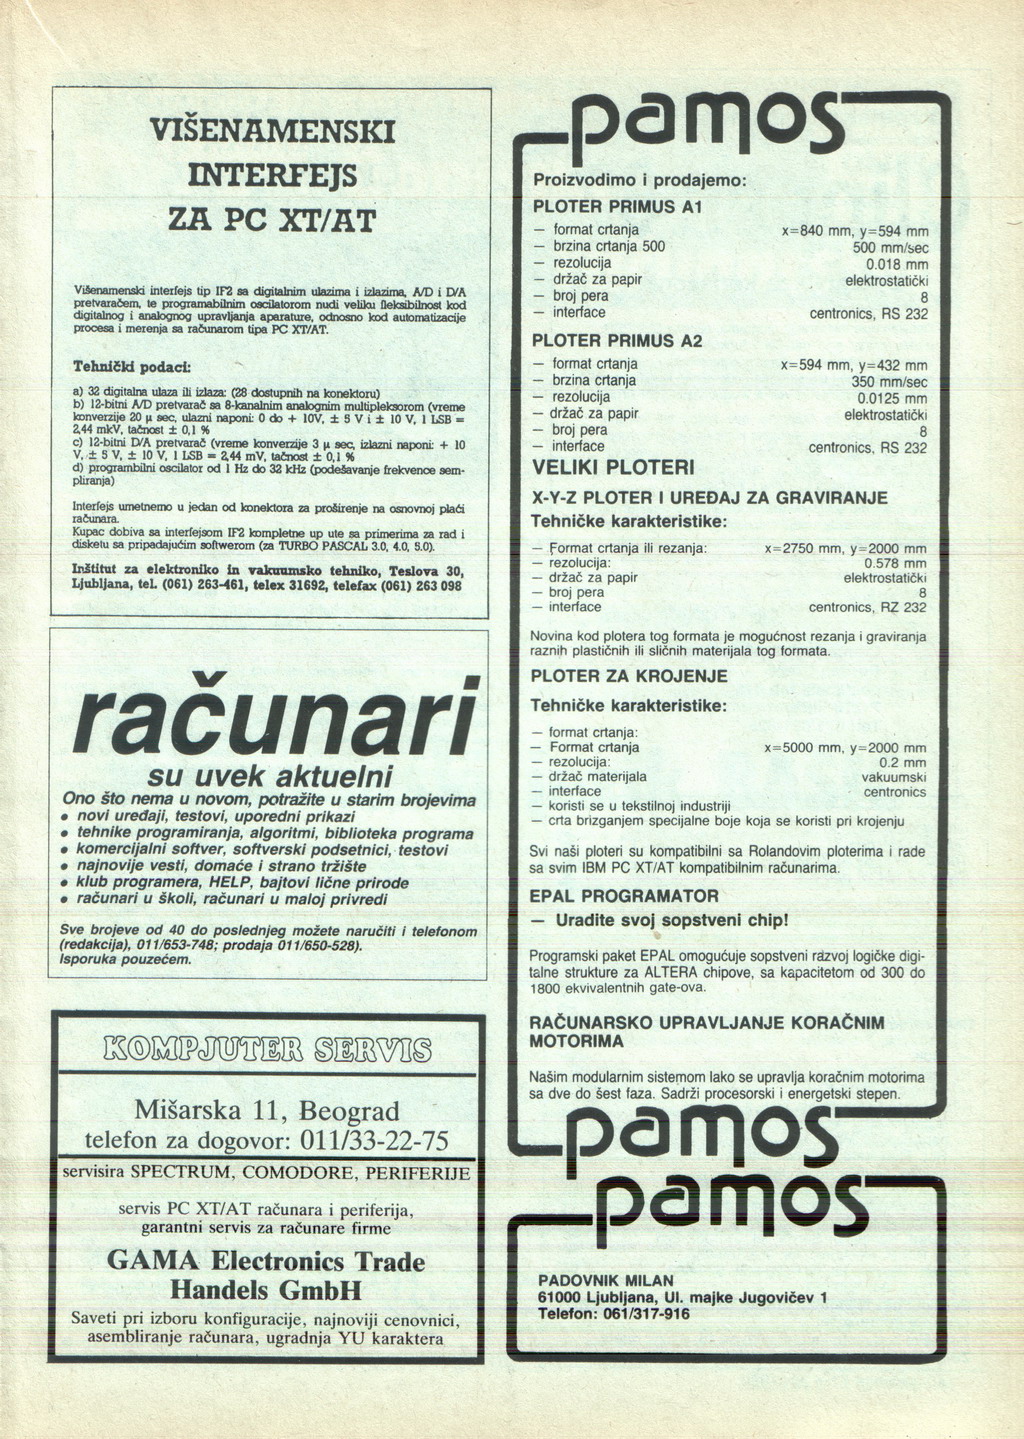 VIŠENAMENSKI
INTERFEJS
ZA PC XT/AT
Višenamenski interfejs tip IF2 sa digitalnim ulazima i izlazima, A/D i D/A
pretvaračem, te programabilnim oscilatorom nudi veliku fleksibilnost kod
digitalnog i analognog upravljanja aparature, odnosno kod automatizacije
procesa i merenja sa računarom tipa PC XT/AT.
Tehnički podaci:
a) 32 digitalna ulaza ili izlaza: (28 dostupnih na konektoru)
b) 12-bitni A/D pretvarač sa 8-kanalnim analognim multipleksorom (vreme
konverzije 20 µ sec, ulazni naponi: 0 do + 10V, ± 5 V i ± 10 V, 1 LSB =
2,44 mkV, tačnost ± 0,1 %
c) 12-bitni D/A pretvarač (vreme konverzije 3 µ sec, izlazni naponi: + 10
V, ± 5 V, ± 10 V, 1 LSB = 2,44 mV, tačnost ± 0,1 %
d) programbilni oscilator od 1 Hz do 32 kHz (podešavanje frekvence sem-
pliranja)
Interfejs umetnemo u jedan od konektora za proširenje na osnovnoj plači
računara.
Kupac dobiva sa interfejsom IF2 kompletne up ute sa primerima za rad i
disketu sa pripadajućim softwerom (za TURBO PASCAL 3.0, 4.0, 5.0).
Inštitut za elektroniko in vakuumsko tehniko, Teslova 30,
Ljubljana, tel. (061) 263-461, telex 31692, telefax (061) 263 098
računari
su uvek aktuelni
Ono što nema u novom, potražite u starim brojevima
• novi uređaji, testovi, uporedni prikazi
• tehnike programiranja, algoritmi, biblioteka programa
• komercijalni softver, softverski podsetnici, testovi
• najnovije vesti, domaće i strano tržište
• klub programera, HELP, bajtovi lične prirode
• računari u školi, računari u maloj privredi
Sve brojeve od 40 do poslednjeg možete naručiti i telefonom
(redakcija), 011/653-748; prodaja 011/650-528).
Isporuka pouzećem.
KOMPJUTER SERVIS
Mišarska 11, Beograd
telefon za dogovor: 011/33-22-75
servisira SPECTRUM, COMODORE, PERIFERIJE
servis PC XT/AT računara i periferija,
garantni servis za računare firme
GAMA Electronics Trade
Handels GmbH
Saveti pri izboru konfiguracije, najnoviji cenovnici,
asembliranje računara, ugradnja YU karaktera
pamos
Proizvodimo i prodajemo:
PLOTER PRIMUS A1
— format crtanja x=840 mm, y=594 mm
— brzina crtanja 500 500 mm/sec
— rezolucija 0.018 mm
— držač za papir elektrostatički
— broj pera 8
— interface centronics, RS 232
PLOTER PRIMUS A2
— format crtanja x=594 mm, y=432 mm
— brzina crtanja 350 mm/sec
— rezolucija 0.0125 mm
— držač za papir elektrostatički
— broj pera 8
— interface centronics, RS 232
VELIKI PLOTERI
X-Y-Z PLOTER I UREĐAJ ZA GRAVIRANJE
Tehničke karakteristike:
— Format crtanja ili rezanja: x=2750 mm, y=2000 mm
— rezolucija: 0.578 mm
— držač za papir elektrostatički
— broj pera 8
— interface centronics, RZ 232
Novina kod plotera tog formata je mogućnost rezanja i graviranja
raznih plastičnih ili sličnih materijala tog formata.
PLOTER ZA KROJENJE
Tehničke karakteristike:
— format crtanja:
— Format crtanja x=5000 mm, y=2000 mm
— rezolucija: 0.2 mm
— držač materijala vakuumski
— interface centronics
— koristi se u tekstilnoj industriji
— crta brizganjem specijalne boje koja se koristi pri krojenju
Svi naši ploteri su kompatibilni sa Rolandovim ploterima i rade
sa svim IBM PC XT/AT kompatibilnim računarima.
EPAL PROGRAMATOR
— Uradite svoj sopstveni chip!
Programski paket EPAL omogućuje sopstveni razvoj logičke digi-
talne strukture za ALTERA chipove, sa kapacitetom od 300 do
1800 ekvivalentnih gate-ova.
RAČUNARSKO UPRAVLJANJE KORAČNIM
MOTORIMA
Našim modularnim sistemom lako se upravlja koračnim motorima
sa dve do šest faza. Sadrži procesorski i energetski stepen.
pamos
pamos
PADOVNIK MILAN
61000 Ljubljana, Ul. majke Jugovičev 1
Telefon: 061/317-916